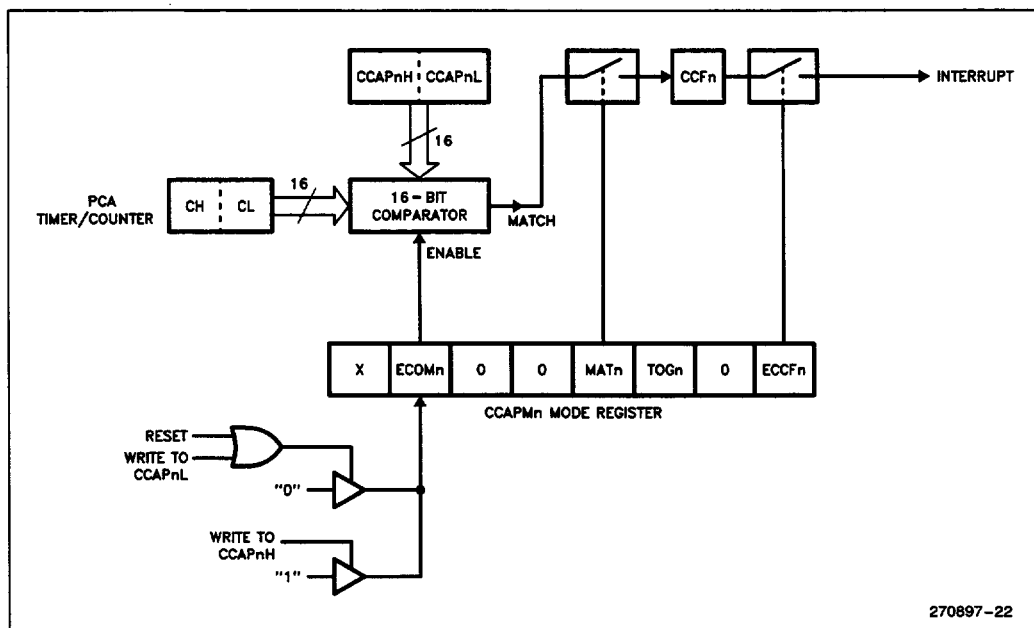 CCAPnH CCAPnL
16
CCFn
INTERRUPT
PCA
TIMER/COUNTER
CH CL
16
16-BIT
COMPARATOR
MATCH
ENABLE
X ECOMn 0 0 MATn TOGn 0 ECCFn
CCAPMn MODE REGISTER
RESET
WRITE TO
CCAPnL
"0"
WRITE TO
CCAPnH
"1"
270897-22